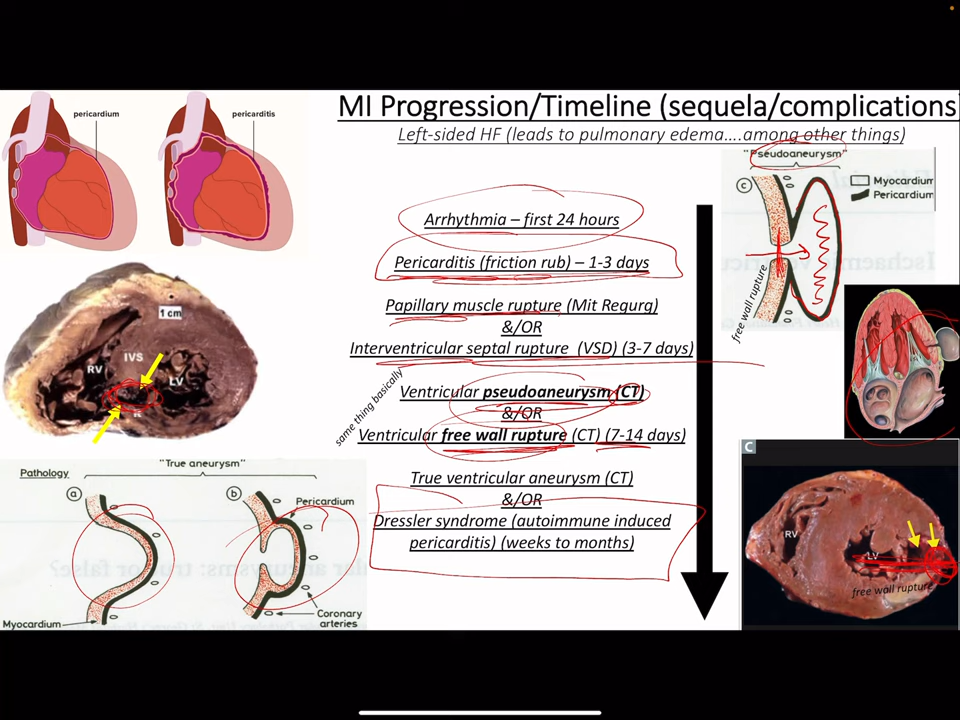 MI Progression/Timeline (sequela/complications)
Left-sided HF (leads to pulmonary edema....among other things)
pericardium
pericarditis
Arrhythmia – first 24 hours
Pericarditis (friction rub) – 1-3 days
Papillary muscle rupture (Mit Regurg)
&/OR
Interventricular septal rupture (VSD) (3-7 days)
same thing basically
Ventricular pseudoaneurysm (CT)
&/OR
Ventricular free wall rupture (CT) (7-14 days)
True ventricular aneurysm (CT)
&/OR
Dressler syndrome (autoimmune induced
pericarditis) (weeks to months)
"Pseudoaneurysm"
c
Myocardium
Pericardium
free wall rupture
1 cm
IVS
RV
LV
Pathology
"True aneurysm"
a
b
Pericardium
Coronary
arteries
Myocardium
C
RV
LV
free wall rupture